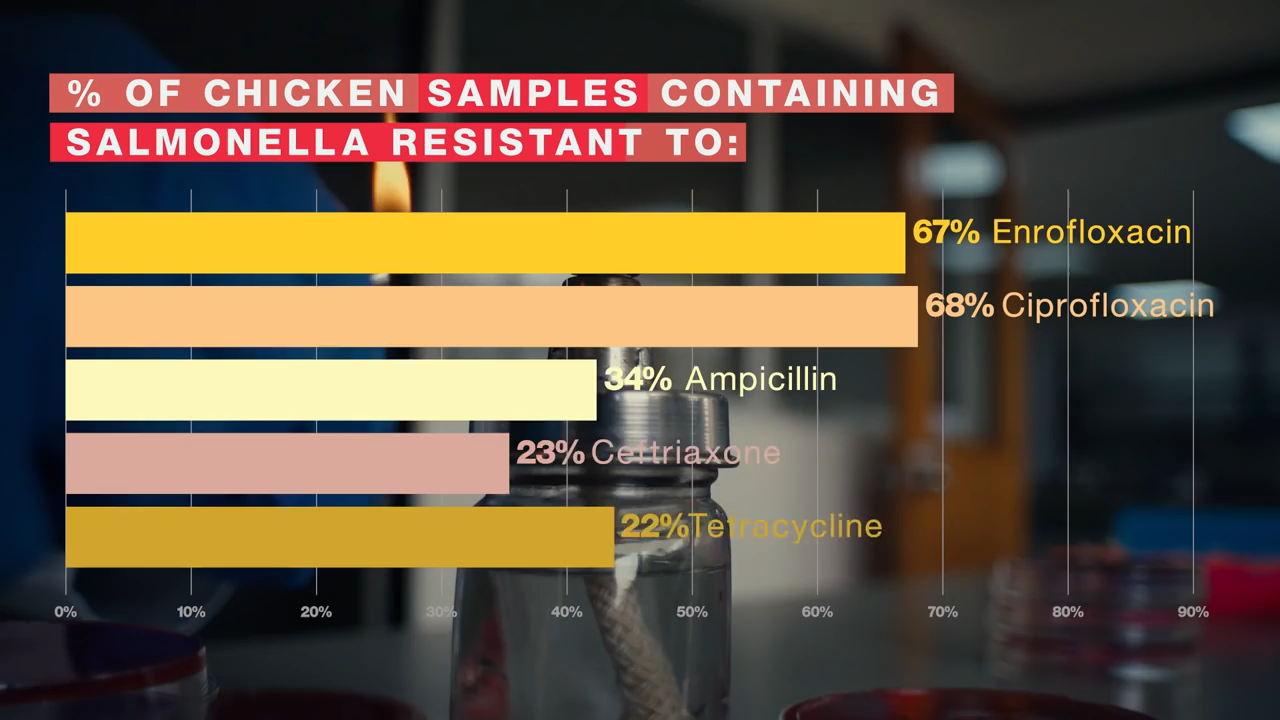 % OF CHICKEN SAMPLES CONTAINING
SALMONELLA RESISTANT TO:
67% Enrofloxacin
68% Ciprofloxacin
34% Ampicillin
23% Ceftriaxone
22% Tetracycline
0% 10% 20% 30% 40% 50% 60% 70% 80% 90%